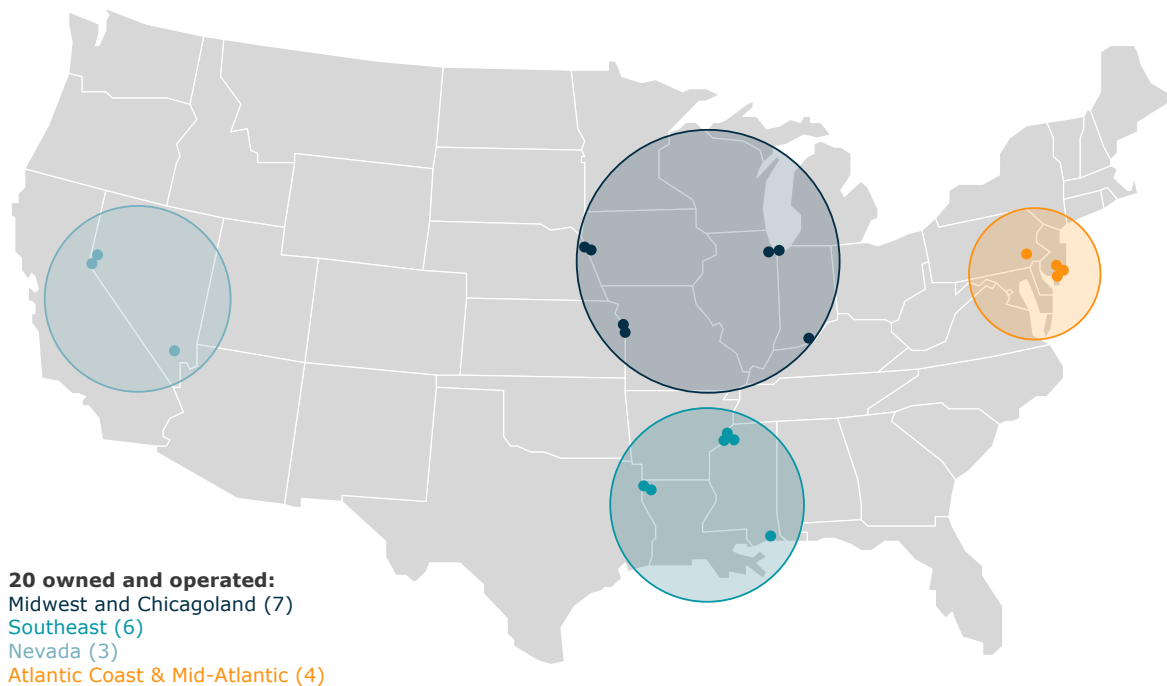 20 owned and operated:
Midwest and Chicagoland (7)
Southeast (6)
Nevada (3)
Atlantic Coast & Mid-Atlantic (4)